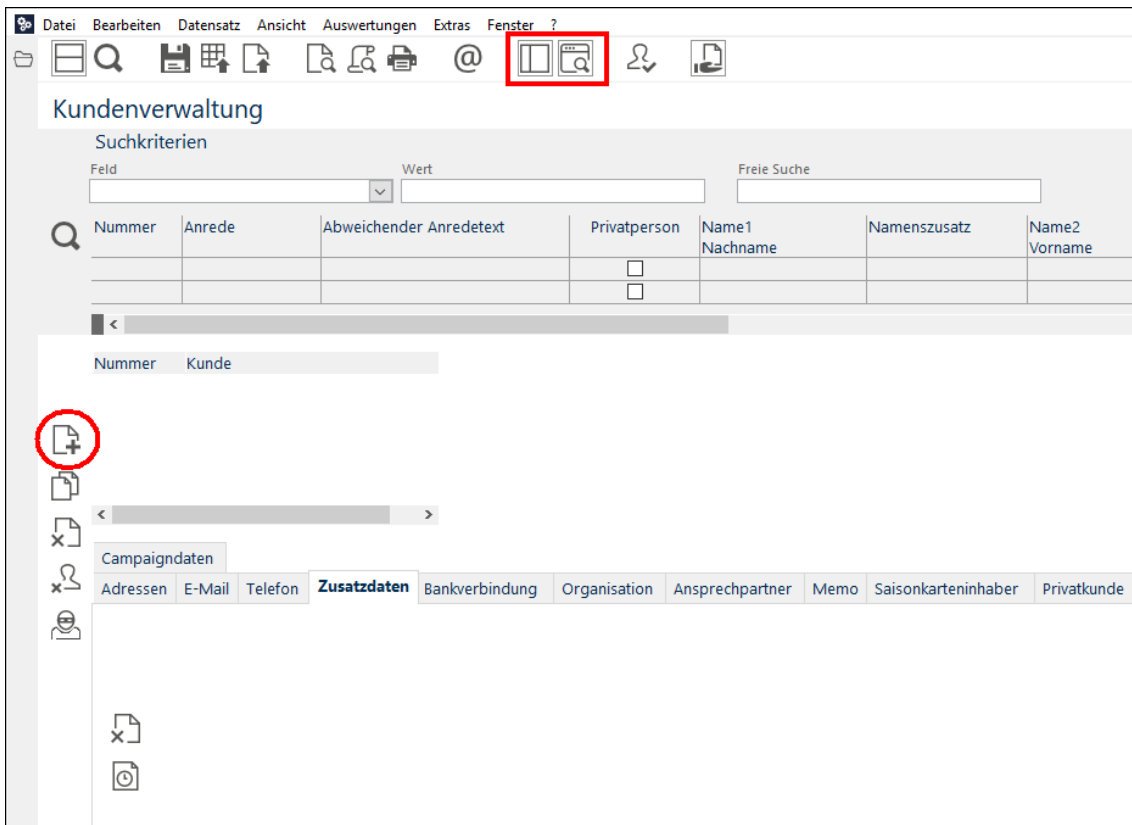 Datei Bearbeiten Datensatz Ansicht Auswertungen Extras Fenster ?
@
Kundenverwaltung
Suchkriterien
Feld Wert Freie Suche
Nummer Anrede Abweichender Anredetext Privatperson Name1 Namenszusatz Name2
Nachname Vorname
Nummer Kunde
Campaigndaten
Adressen E-Mail Telefon Zusatzdaten Bankverbindung Organisation Ansprechpartner Memo Saisonkarteninhaber Privatkunde